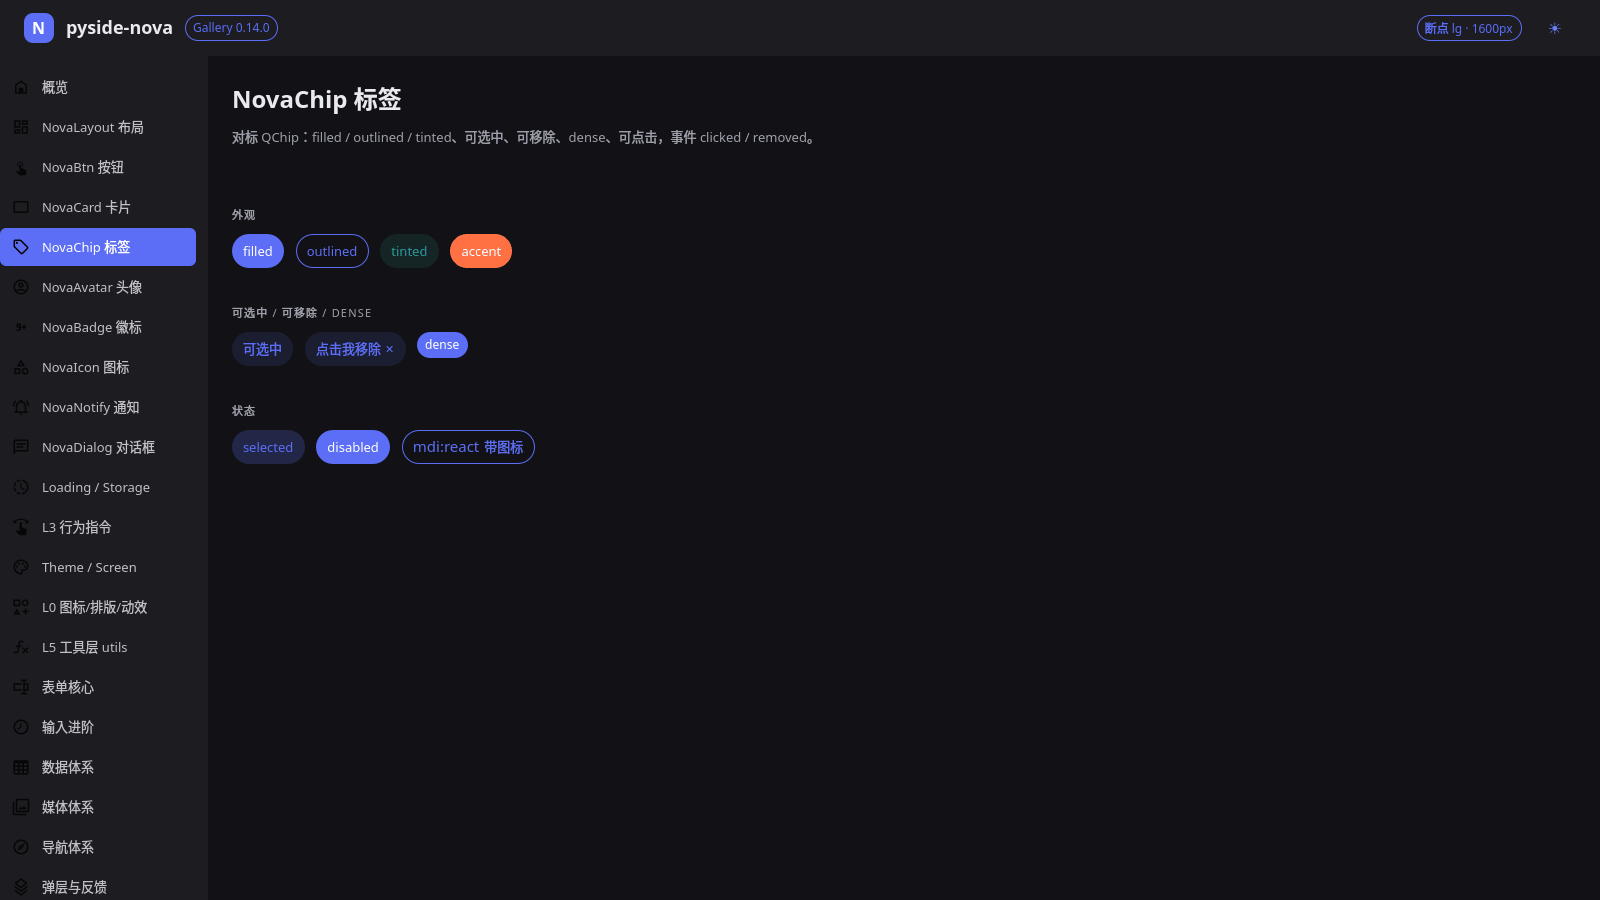 N pyside-nova Gallery 0.14.0 断点 lg · 1600px
概览
NovaLayout 布局
NovaBtn 按钮
NovaCard 卡片
NovaChip 标签
NovaAvatar 头像
9+ NovaBadge 徽标
NovaIcon 图标
NovaNotify 通知
NovaDialog 对话框
Loading / Storage
L3 行为指令
Theme / Screen
L0 图标/排版/动效
L5 工具层 utils
表单核心
输入进阶
数据体系
媒体体系
导航体系
弹层与反馈
NovaChip 标签
对标 QChip：filled / outlined / tinted、可选中、可移除、dense、可点击，事件 clicked / removed。
外观
filled outlined tinted accent
可选中 / 可移除 / DENSE
可选中 点击我移除 × dense
状态
selected disabled mdi:react 带图标